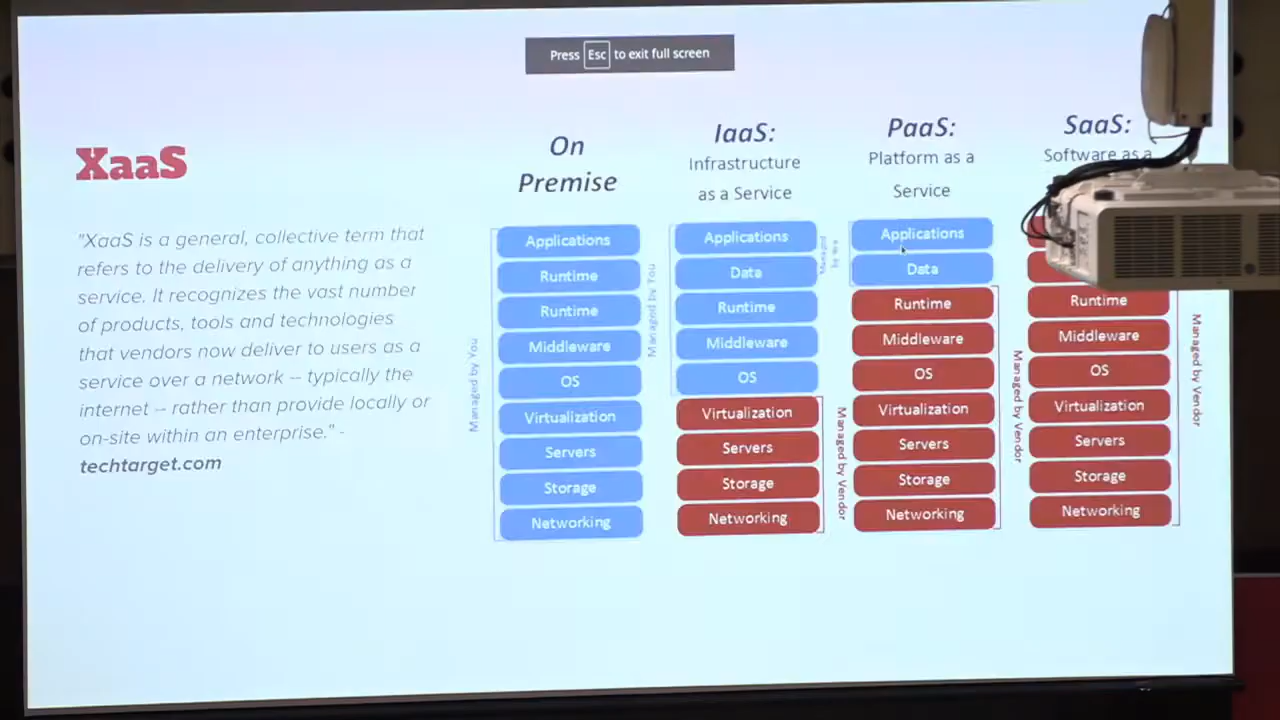 Press Esc to exit full screen
XaaS
"XaaS is a general, collective term that
refers to the delivery of anything as a
service. It recognizes the vast number
of products, tools and technologies
that vendors now deliver to users as a
service over a network -- typically the
internet -- rather than provide locally or
on-site within an enterprise." -
techtarget.com
On
Premise
Managed by You
Applications
Runtime
Runtime
Middleware
OS
Virtualization
Servers
Storage
Networking
IaaS:
Infrastructure
as a Service
Managed by You
Applications
Data
Runtime
Middleware
OS
Virtualization
Servers
Storage
Networking
Managed by Vendor
PaaS:
Platform as a
Service
Managed
by You
Applications
Data
Runtime
Middleware
OS
Virtualization
Servers
Storage
Networking
Managed by Vendor
SaaS:
Software as a
Runtime
Middleware
OS
Virtualization
Servers
Storage
Networking
Managed by Vendor